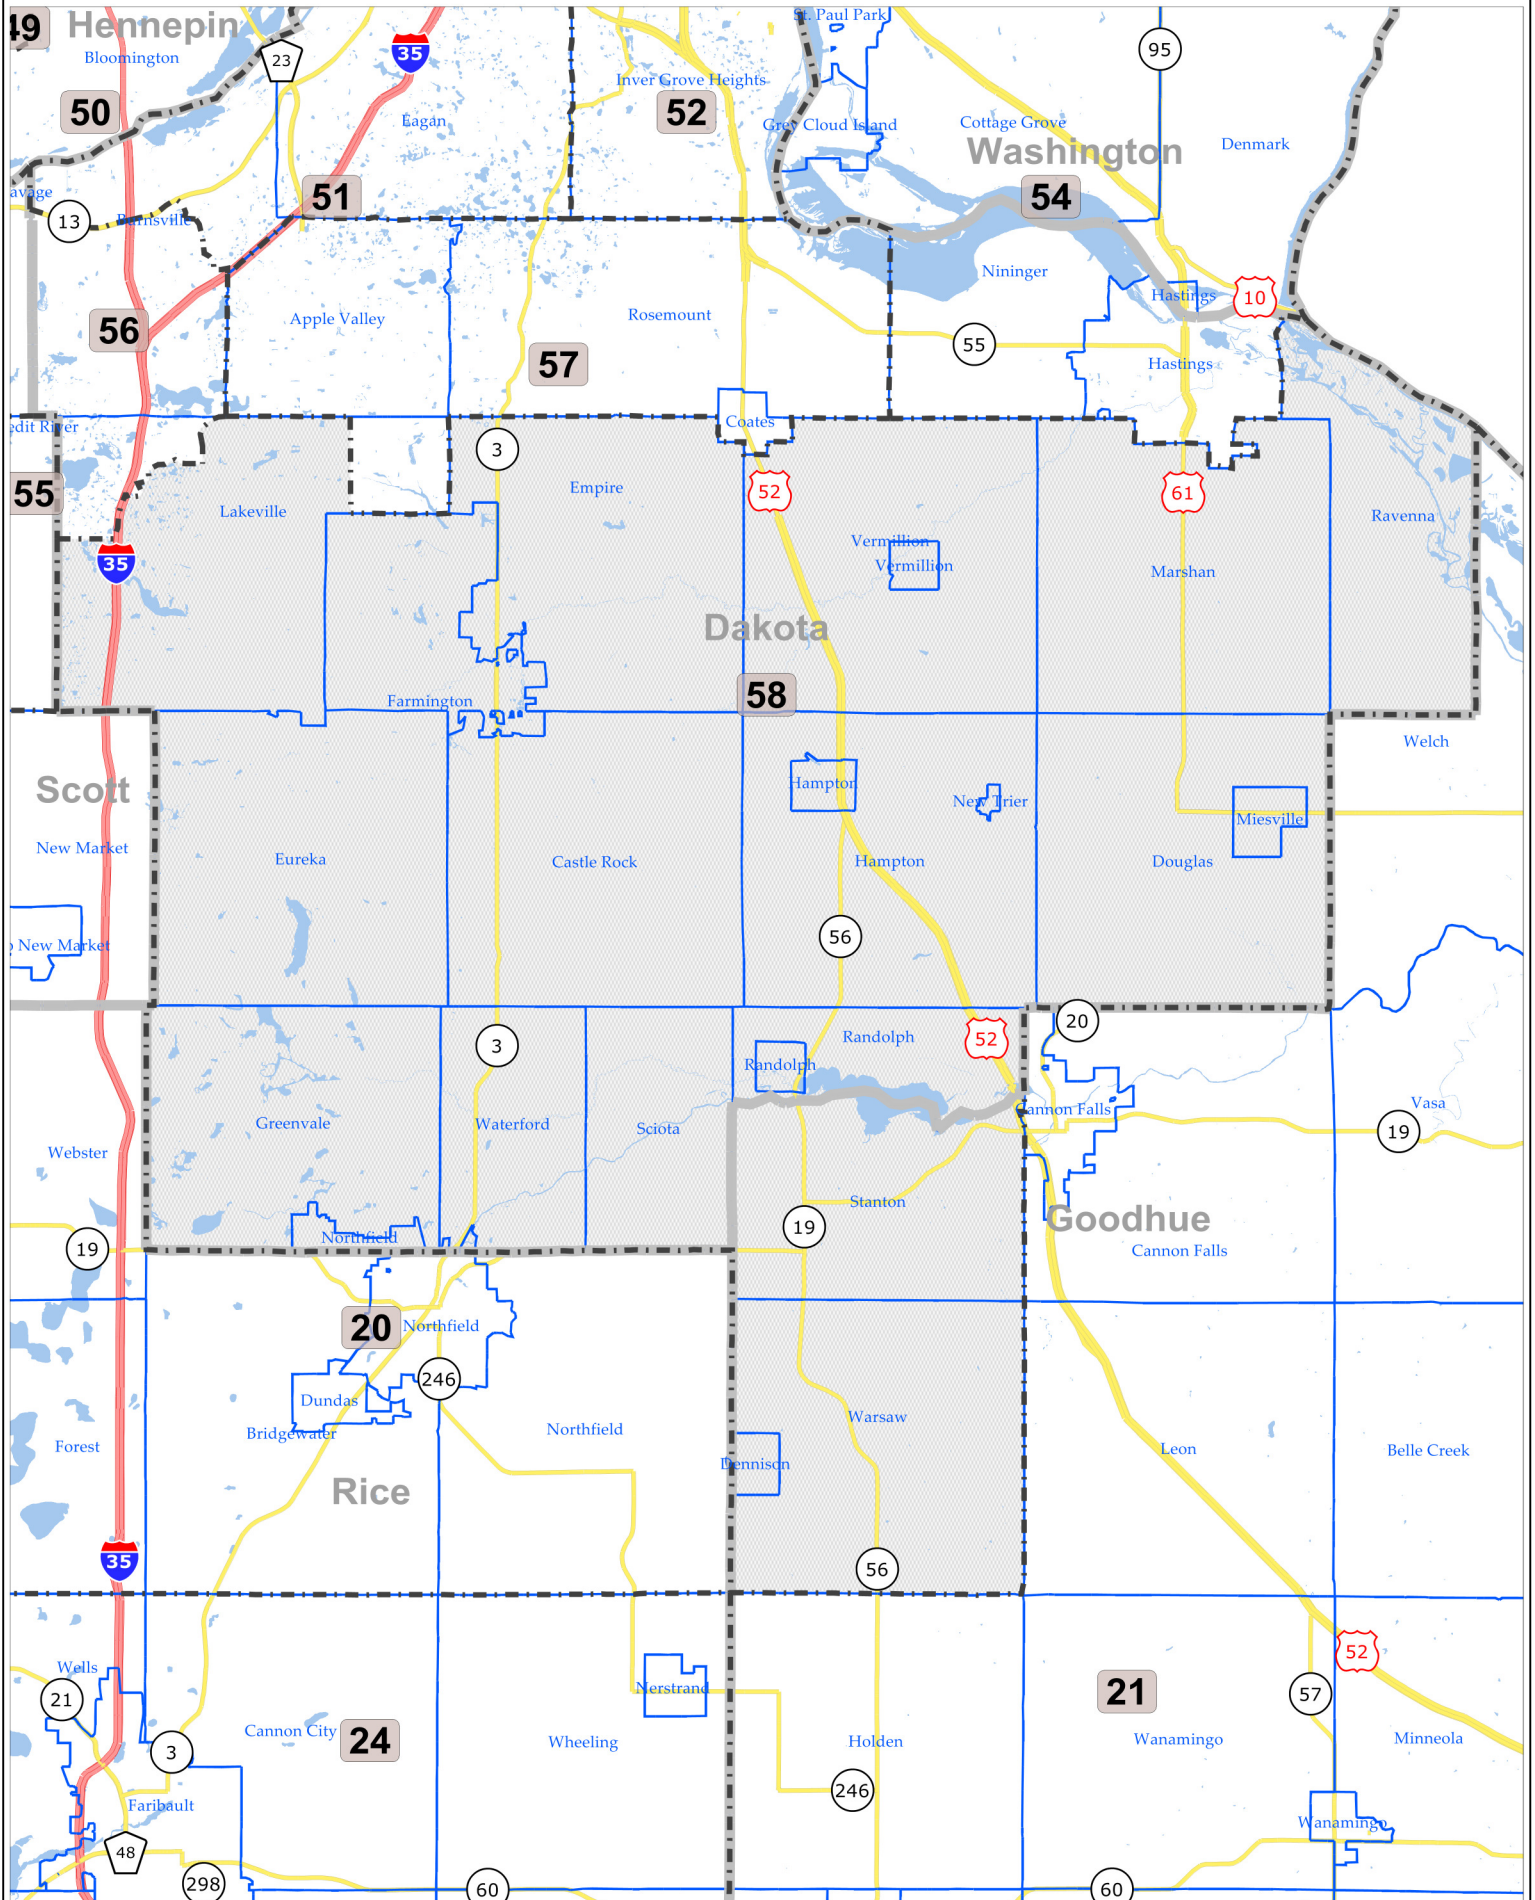 49
Hennepin
Bloomington
23
35
St. Paul Park
95
Inver Grove Heights
50
52
Eagan
Grey Cloud Island
Cottage Grove
Washington
Denmark
avage
51
54
13
Burnsville
Nininger
Hastings
10
Apple Valley
Rosemount
56
55
57
Hastings
edit River
Coates
3
Empire
52
61
55
Lakeville
Ravenna
Vermillion
35
Vermillion
Marshan
Dakota
58
Farmington
Welch
Scott
Hampton
New Trier
Miesville
New Market
Eureka
Castle Rock
Hampton
Douglas
56
New Market
20
Randolph
52
3
Randolph
Cannon Falls
Vasa
Greenvale
Waterford
Sciota
19
Webster
Stanton
Goodhue
19
Northfield
19
Cannon Falls
20
Northfield
246
Dundas
Warsaw
Bridgewater
Northfield
Forest
Leon
Belle Creek
Dennison
Rice
35
56
52
Wells
Nerstrand
21
21
57
Cannon City
24
Wheeling
Holden
Wanamingo
Minneola
3
246
Faribault
Wanamingo
48
298
60
60